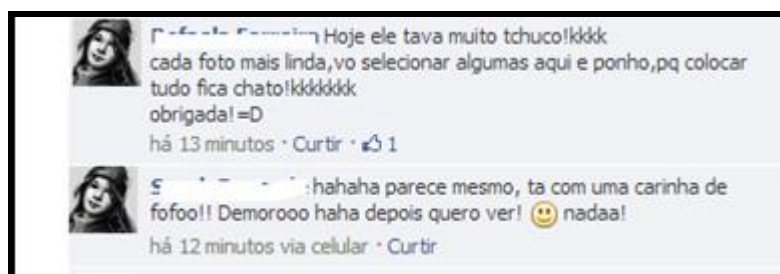 Hoje ele tava muito tchuco!kkkk
cada foto mais linda,vo selecionar algumas aqui e ponho,pq colocar
tudo fica chato!kkkkkkk
obrigada!=D
há 13 minutos · Curtir · 1
hahaha parece mesmo, ta com uma carinha de
fofoo!! Demorooo haha depois quero ver! nadaa!
há 12 minutos via celular · Curtir